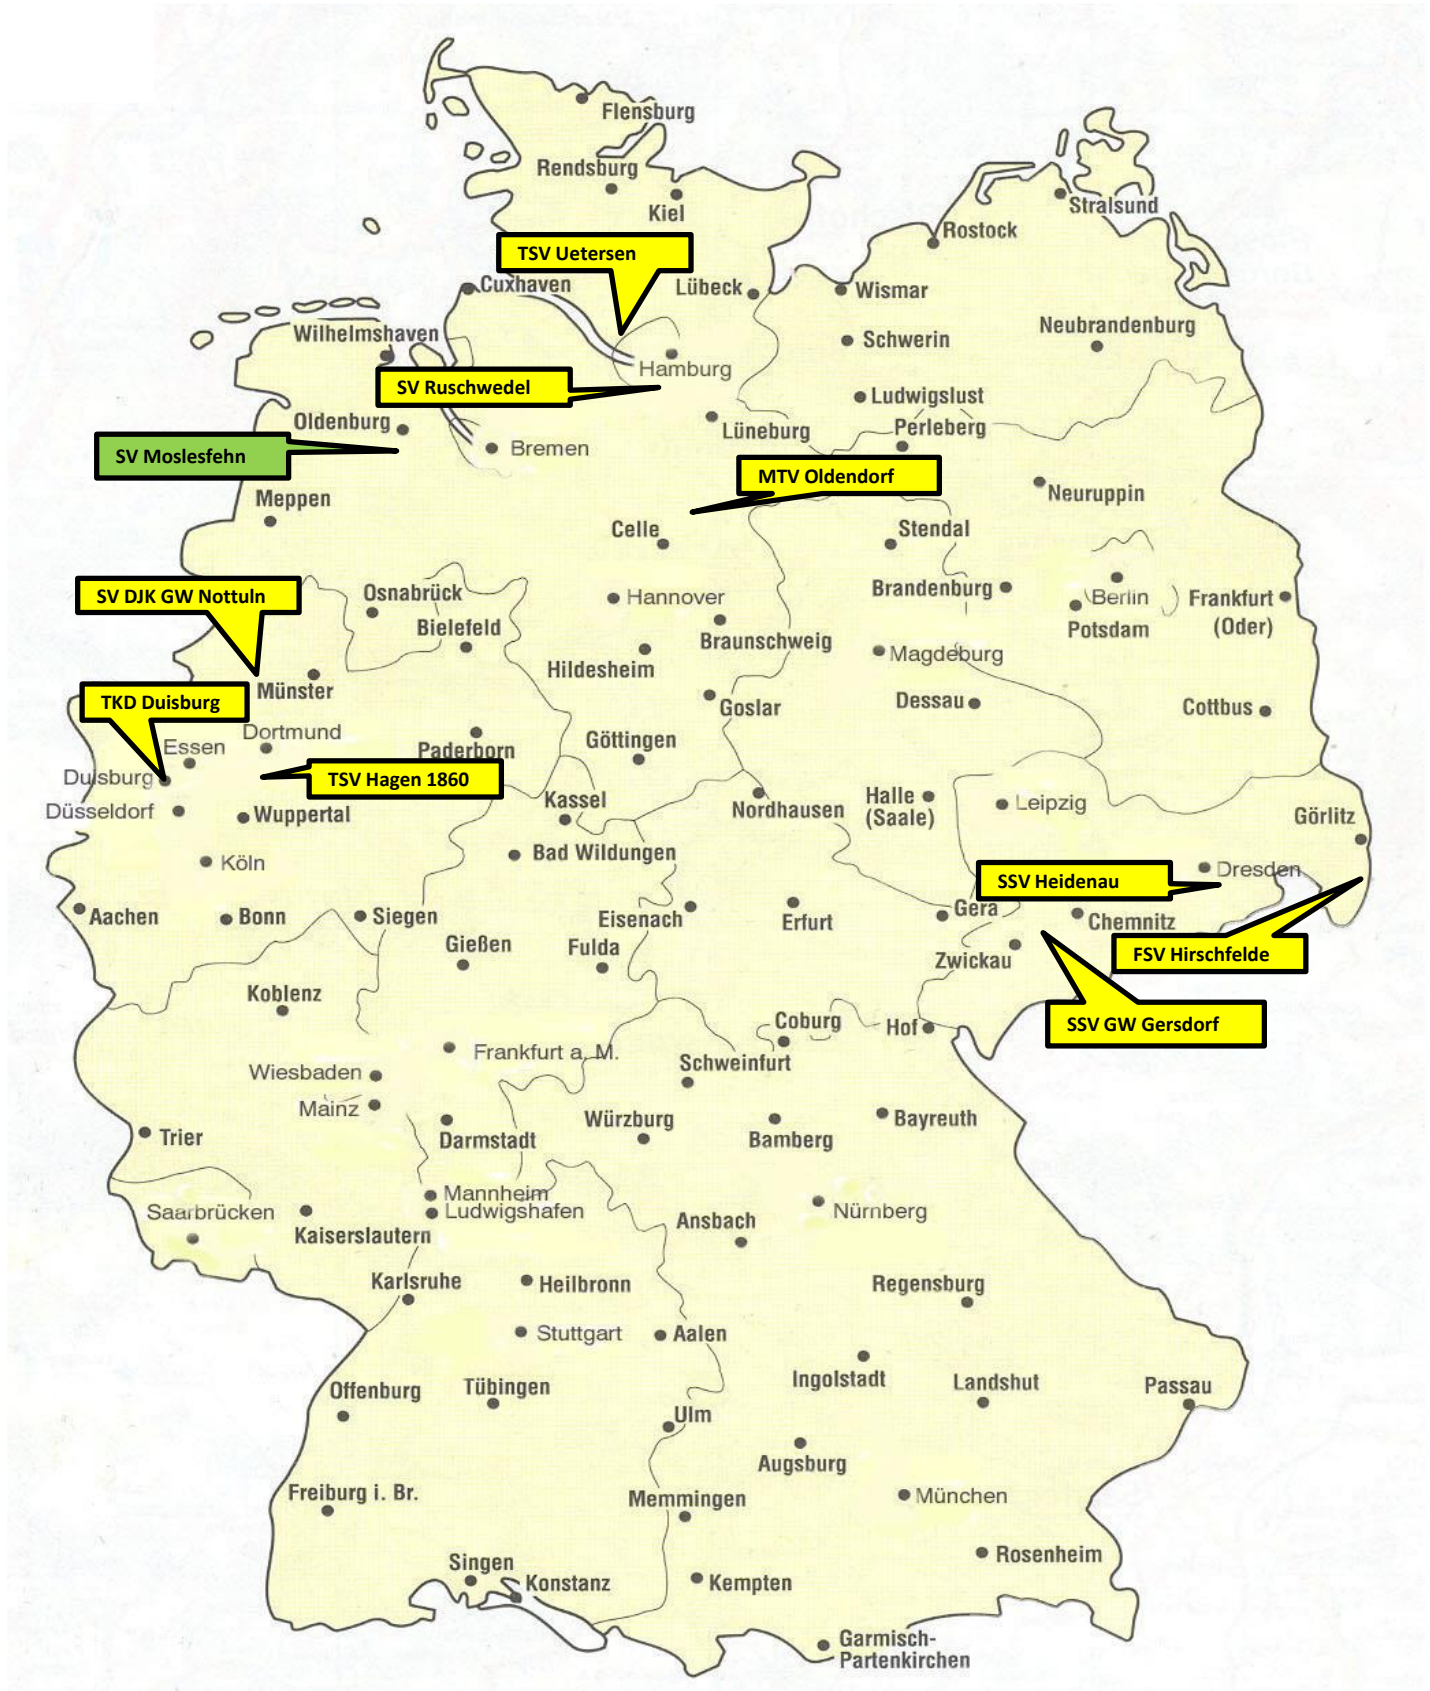 Flensburg
Rendsburg
Kiel
Stralsund
Rostock
TSV Uetersen
Cuxhaven
Lübeck
Wismar
Wilhelmshaven
Schwerin
Neubrandenburg
Hamburg
SV Ruschwedel
Ludwigslust
Oldenburg
Lüneburg
Perleberg
SV Moslesfehn
Bremen
MTV Oldendorf
Meppen
Neuruppin
Celle
Stendal
SV DJK GW Nottuln
Osnabrück
Hannover
Brandenburg
Berlin
Frankfurt
(Oder)
Bielefeld
Braunschweig
Potsdam
Hildesheim
Magdeburg
Münster
TKD Duisburg
Goslar
Dessau
Cottbus
Dortmund
Essen
Paderborn
Göttingen
Duisburg
TSV Hagen 1860
Düsseldorf
Wuppertal
Kassel
Nordhausen
Halle
(Saale)
Leipzig
Görlitz
Köln
Bad Wildungen
SSV Heidenau
Dresden
Aachen
Bonn
Siegen
Eisenach
Erfurt
Gera
Chemnitz
Gießen
Fulda
Zwickau
FSV Hirschfelde
Koblenz
SSV GW Gersdorf
Coburg
Hof
Frankfurt a. M.
Schweinfurt
Wiesbaden
Mainz
Würzburg
Bayreuth
Trier
Darmstadt
Bamberg
Mannheim
Ludwigshafen
Saarbrücken
Kaiserslautern
Ansbach
Nürnberg
Karlsruhe
Heilbronn
Regensburg
Stuttgart
Aalen
Offenburg
Tübingen
Ingolstadt
Landshut
Passau
Ulm
Augsburg
Freiburg i. Br.
Memmingen
München
Singen
Konstanz
Kempten
Rosenheim
Garmisch-
Partenkirchen